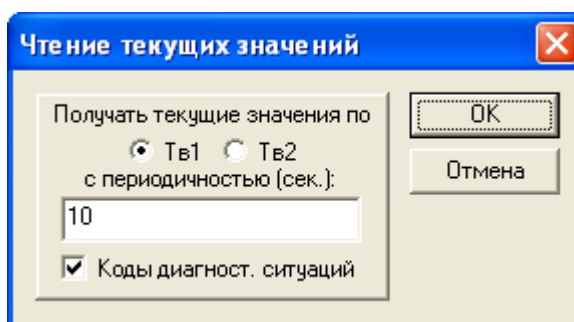 Чтение текущих значений
Получать текущие значения по
Тв1 Тв2
с периодичностью (сек.):
10
Коды диагност. ситуаций
OK
Отмена